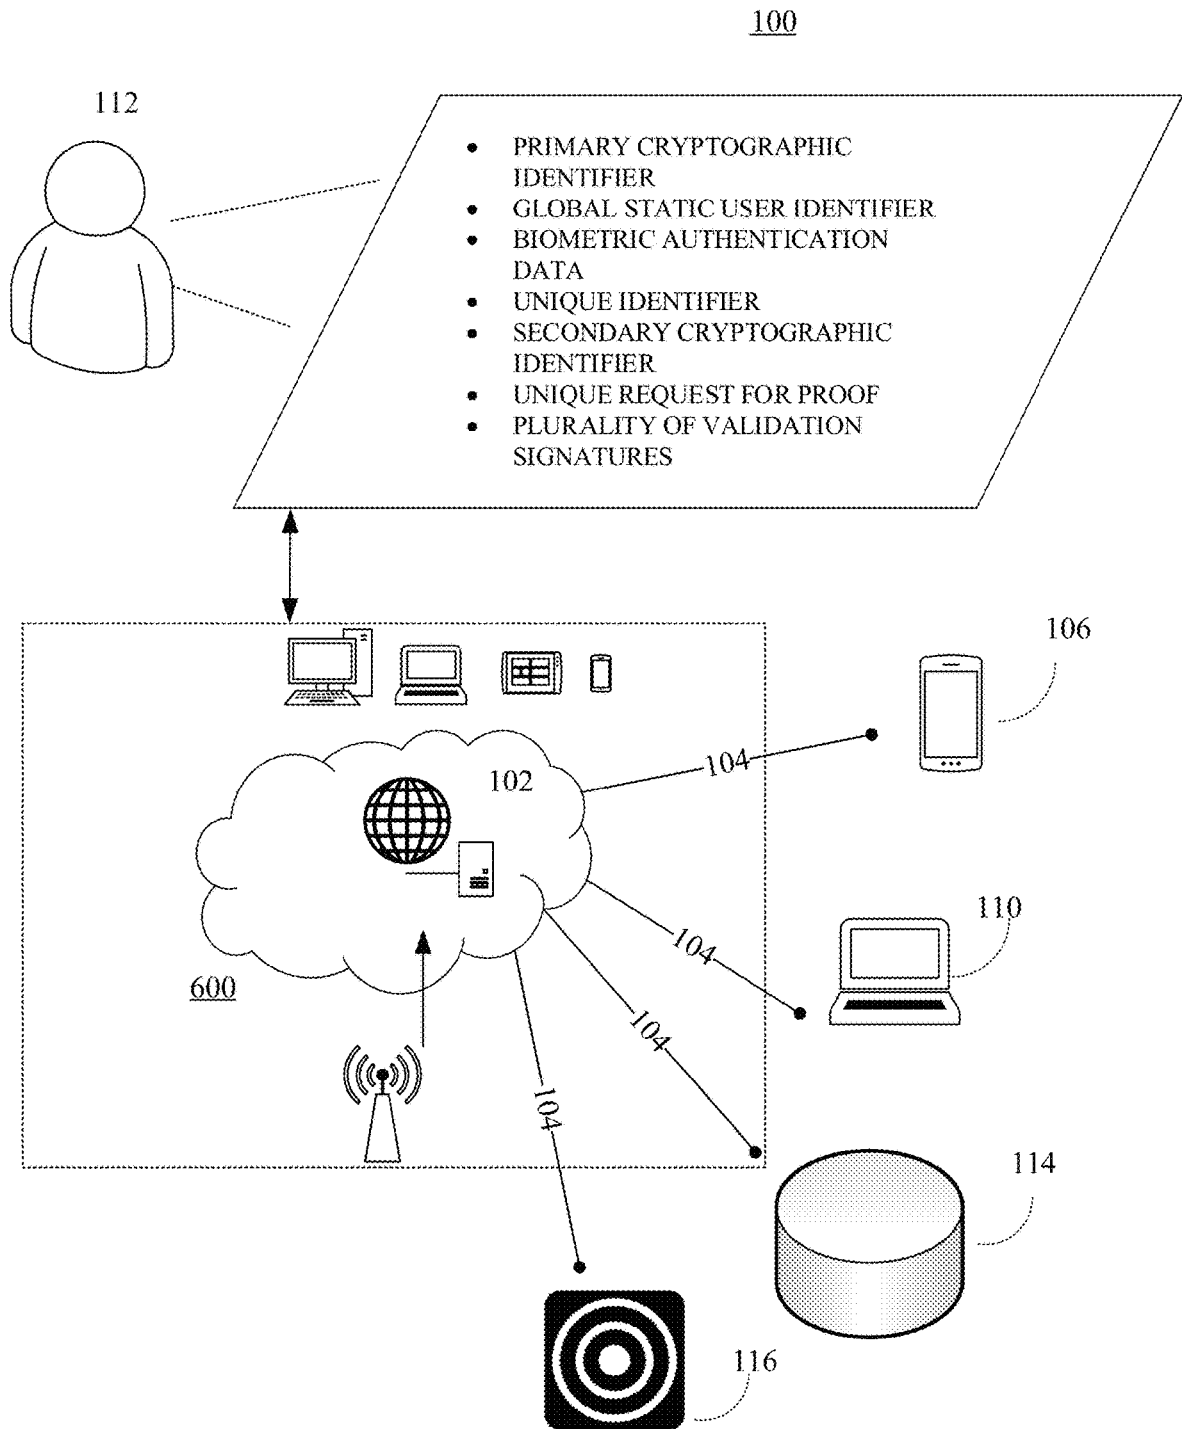 100
112
• PRIMARY CRYPTOGRAPHIC
IDENTIFIER
• GLOBAL STATIC USER IDENTIFIER
• BIOMETRIC AUTHENTICATION
DATA
• UNIQUE IDENTIFIER
• SECONDARY CRYPTOGRAPHIC
IDENTIFIER
• UNIQUE REQUEST FOR PROOF
• PLURALITY OF VALIDATION
SIGNATURES
106
104
102
110
104
600
104
104
114
116